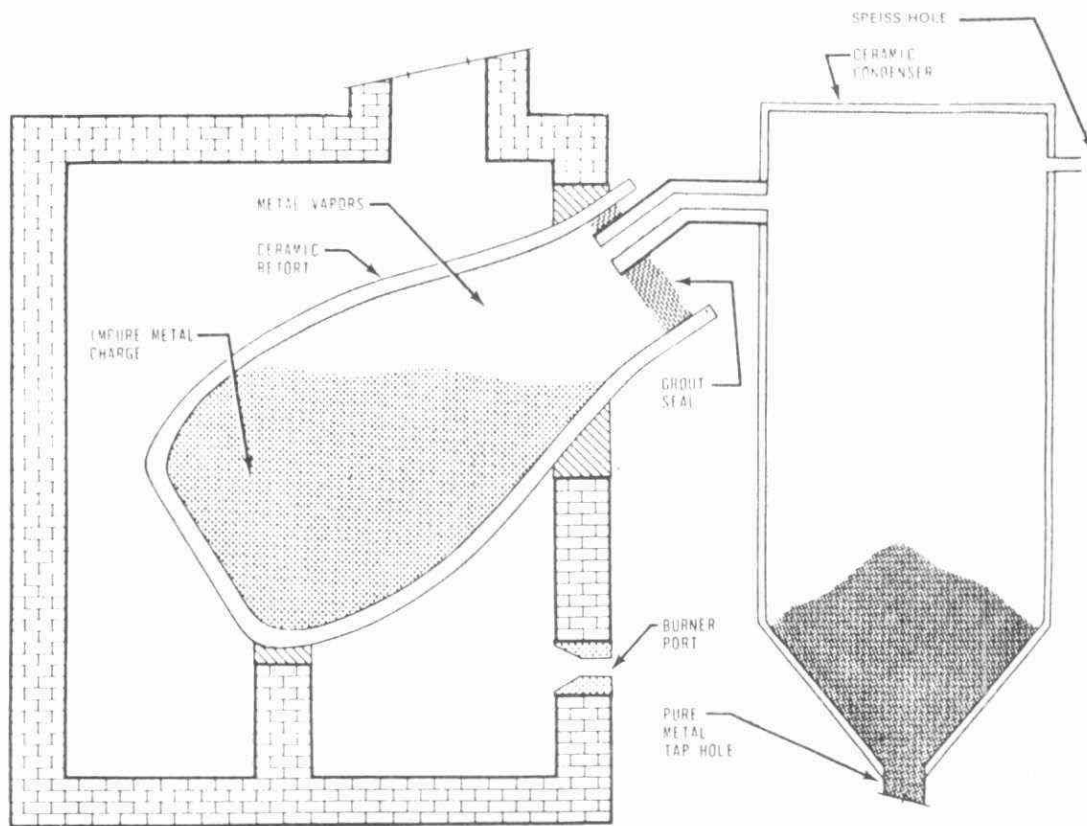 SPEISS HOLE
CERAMIC
CONDENSER
METAL VAPORS
CERAMIC
RETORT
IMPURE METAL
CHARGE
GROUT
SEAL
BURNER
PORT
PURE
METAL
TAP HOLE